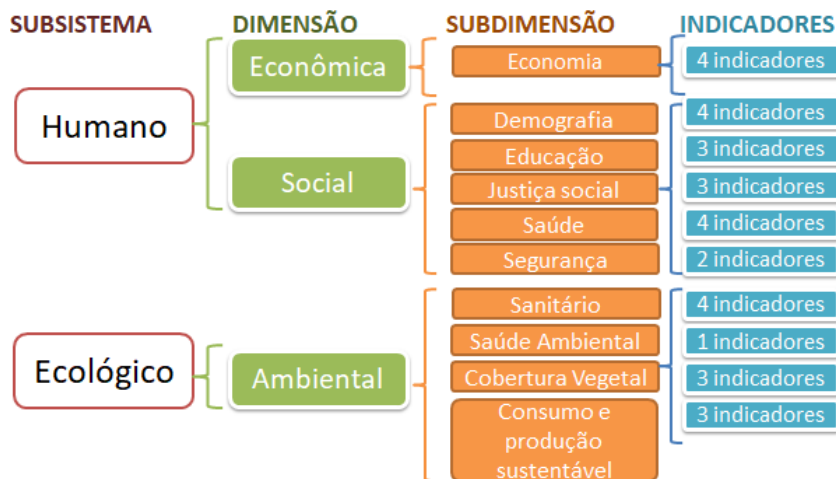 SUBSISTEMA DIMENSÃO SUBDIMENSÃO INDICADORES
Humano
Econômica
Economia
4 indicadores
Social
Demografia
4 indicadores
Educação
3 indicadores
Justiça social
3 indicadores
Saúde
4 indicadores
Segurança
2 indicadores
Ecológico
Ambiental
Sanitário
4 indicadores
Saúde Ambiental
1 indicadores
Cobertura Vegetal
3 indicadores
Consumo e
produção
sustentável
3 indicadores